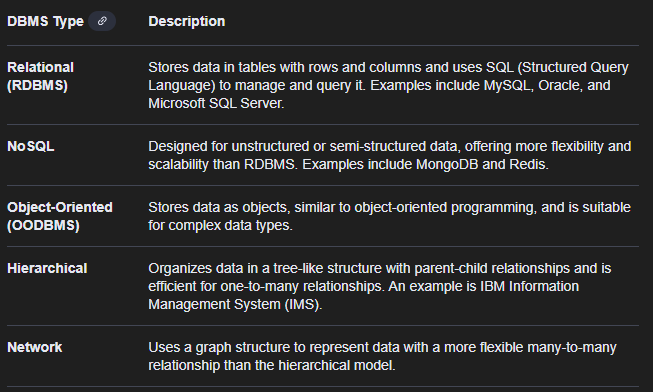 DBMS Type Description
Relational (RDBMS)
Stores data in tables with rows and columns and uses SQL (Structured Query
Language) to manage and query it. Examples include MySQL, Oracle, and
Microsoft SQL Server.
NoSQL
Designed for unstructured or semi-structured data, offering more flexibility and
scalability than RDBMS. Examples include MongoDB and Redis.
Object-Oriented
(OODBMS)
Stores data as objects, similar to object-oriented programming, and is suitable
for complex data types.
Hierarchical
Organizes data in a tree-like structure with parent-child relationships and is
efficient for one-to-many relationships. An example is IBM Information
Management System (IMS).
Network
Uses a graph structure to represent data with a more flexible many-to-many
relationship than the hierarchical model.